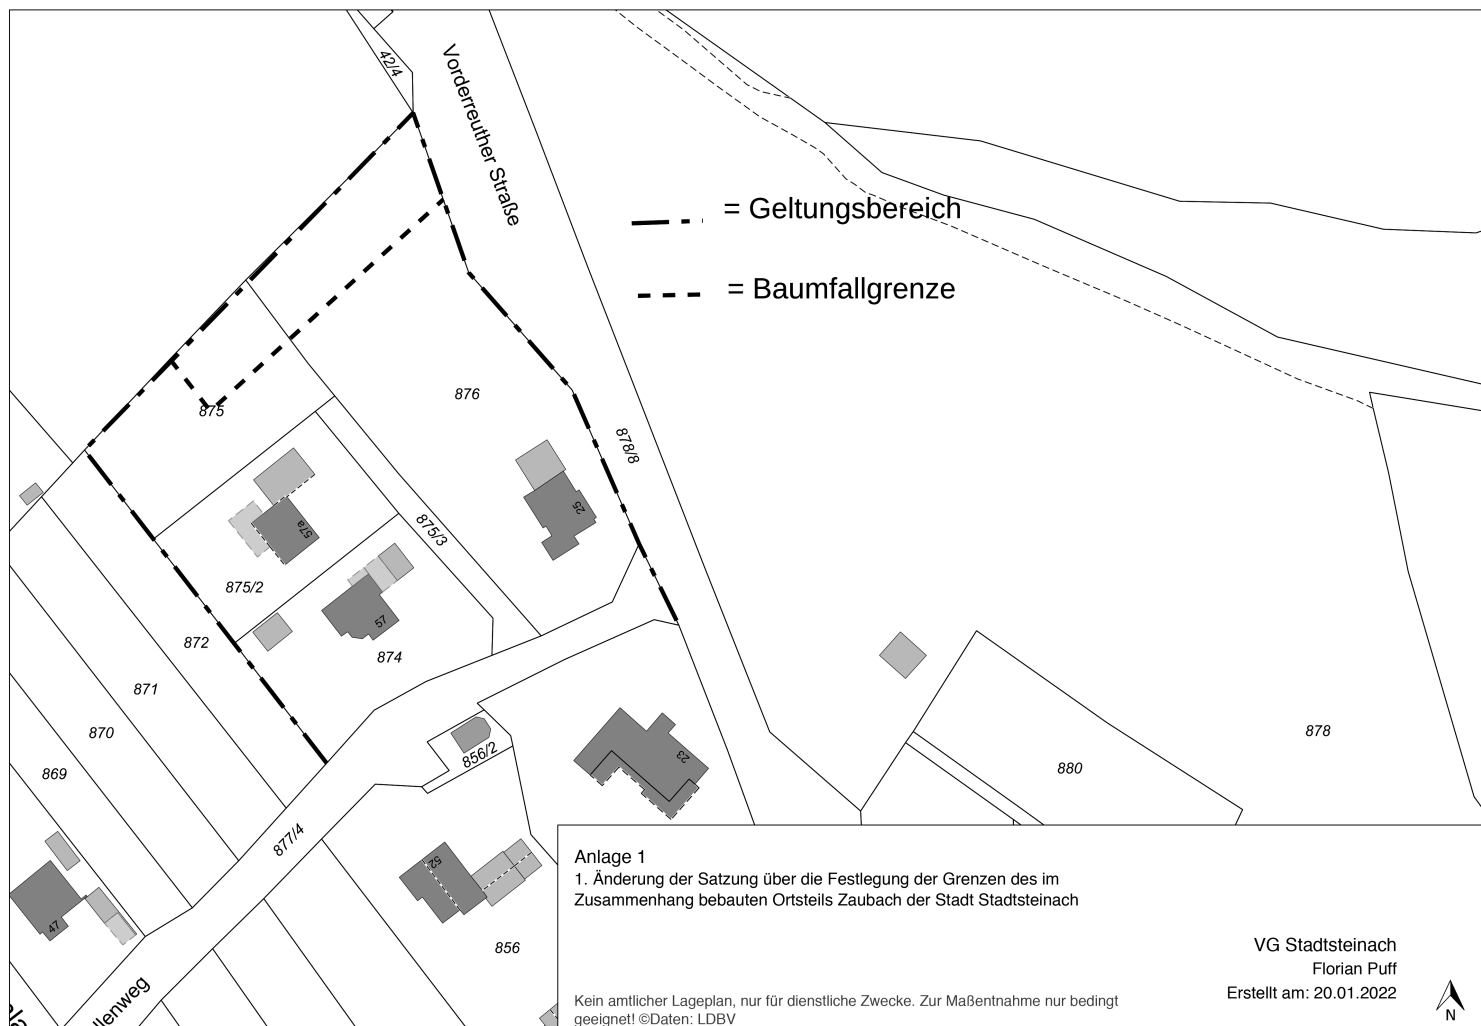 42/4
Vorderreuther Straße
= Geltungsbereich
= Baumfallgrenze
876
875
878/8
25
57a
875/3
875/2
57
872
874
871
870
869
856/2
23
878
880
877/4
52
47
856
llenweg
Anlage 1
1. Änderung der Satzung über die Festlegung der Grenzen des im
Zusammenhang bebauten Ortsteils Zaubach der Stadt Stadtsteinach
VG Stadtsteinach
Florian Puff
Erstellt am: 20.01.2022
Kein amtlicher Lageplan, nur für dienstliche Zwecke. Zur Maßentnahme nur bedingt
geeignet! ©Daten: LDBV
N